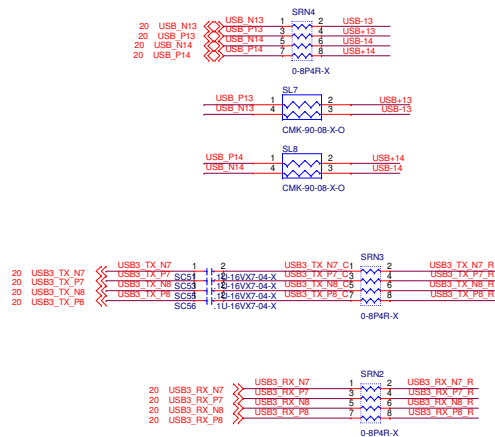 SRN4
20 USB_N13 USB_N13 1 2 USB-13
20 USB_P13 USB_P13 3 4 USB+13
20 USB_N14 USB_N14 5 6 USB-14
20 USB_P14 USB_P14 7 8 USB+14
0-8P4R-X
SL7
USB_P13 1 2 USB+13
USB_N13 4 3 USB-13
CMK-90-08-X-O
SL8
USB_P14 1 2 USB+14
USB_N14 4 3 USB-14
CMK-90-08-X-O
SRN3
20 USB3_TX_N7 USB3_TX_N7 1 2 USB3_TX_N7_C 1 2 USB3_TX_N7_R
20 USB3_TX_P7 USB3_TX_P7 SC51 .1U-16VX7-04-X USB3_TX_P7_C 3 4 USB3_TX_P7_R
20 USB3_TX_N8 USB3_TX_N8 SC53 .1U-16VX7-04-X USB3_TX_N8_C 5 6 USB3_TX_N8_R
20 USB3_TX_P8 USB3_TX_P8 SC55 .1U-16VX7-04-X USB3_TX_P8_C 7 8 USB3_TX_P8_R
SC56 .1U-16VX7-04-X
0-8P4R-X
SRN2
20 USB3_RX_N7 USB3_RX_N7 1 2 USB3_RX_N7_R
20 USB3_RX_P7 USB3_RX_P7 3 4 USB3_RX_P7_R
20 USB3_RX_N8 USB3_RX_N8 5 6 USB3_RX_N8_R
20 USB3_RX_P8 USB3_RX_P8 7 8 USB3_RX_P8_R
0-8P4R-X